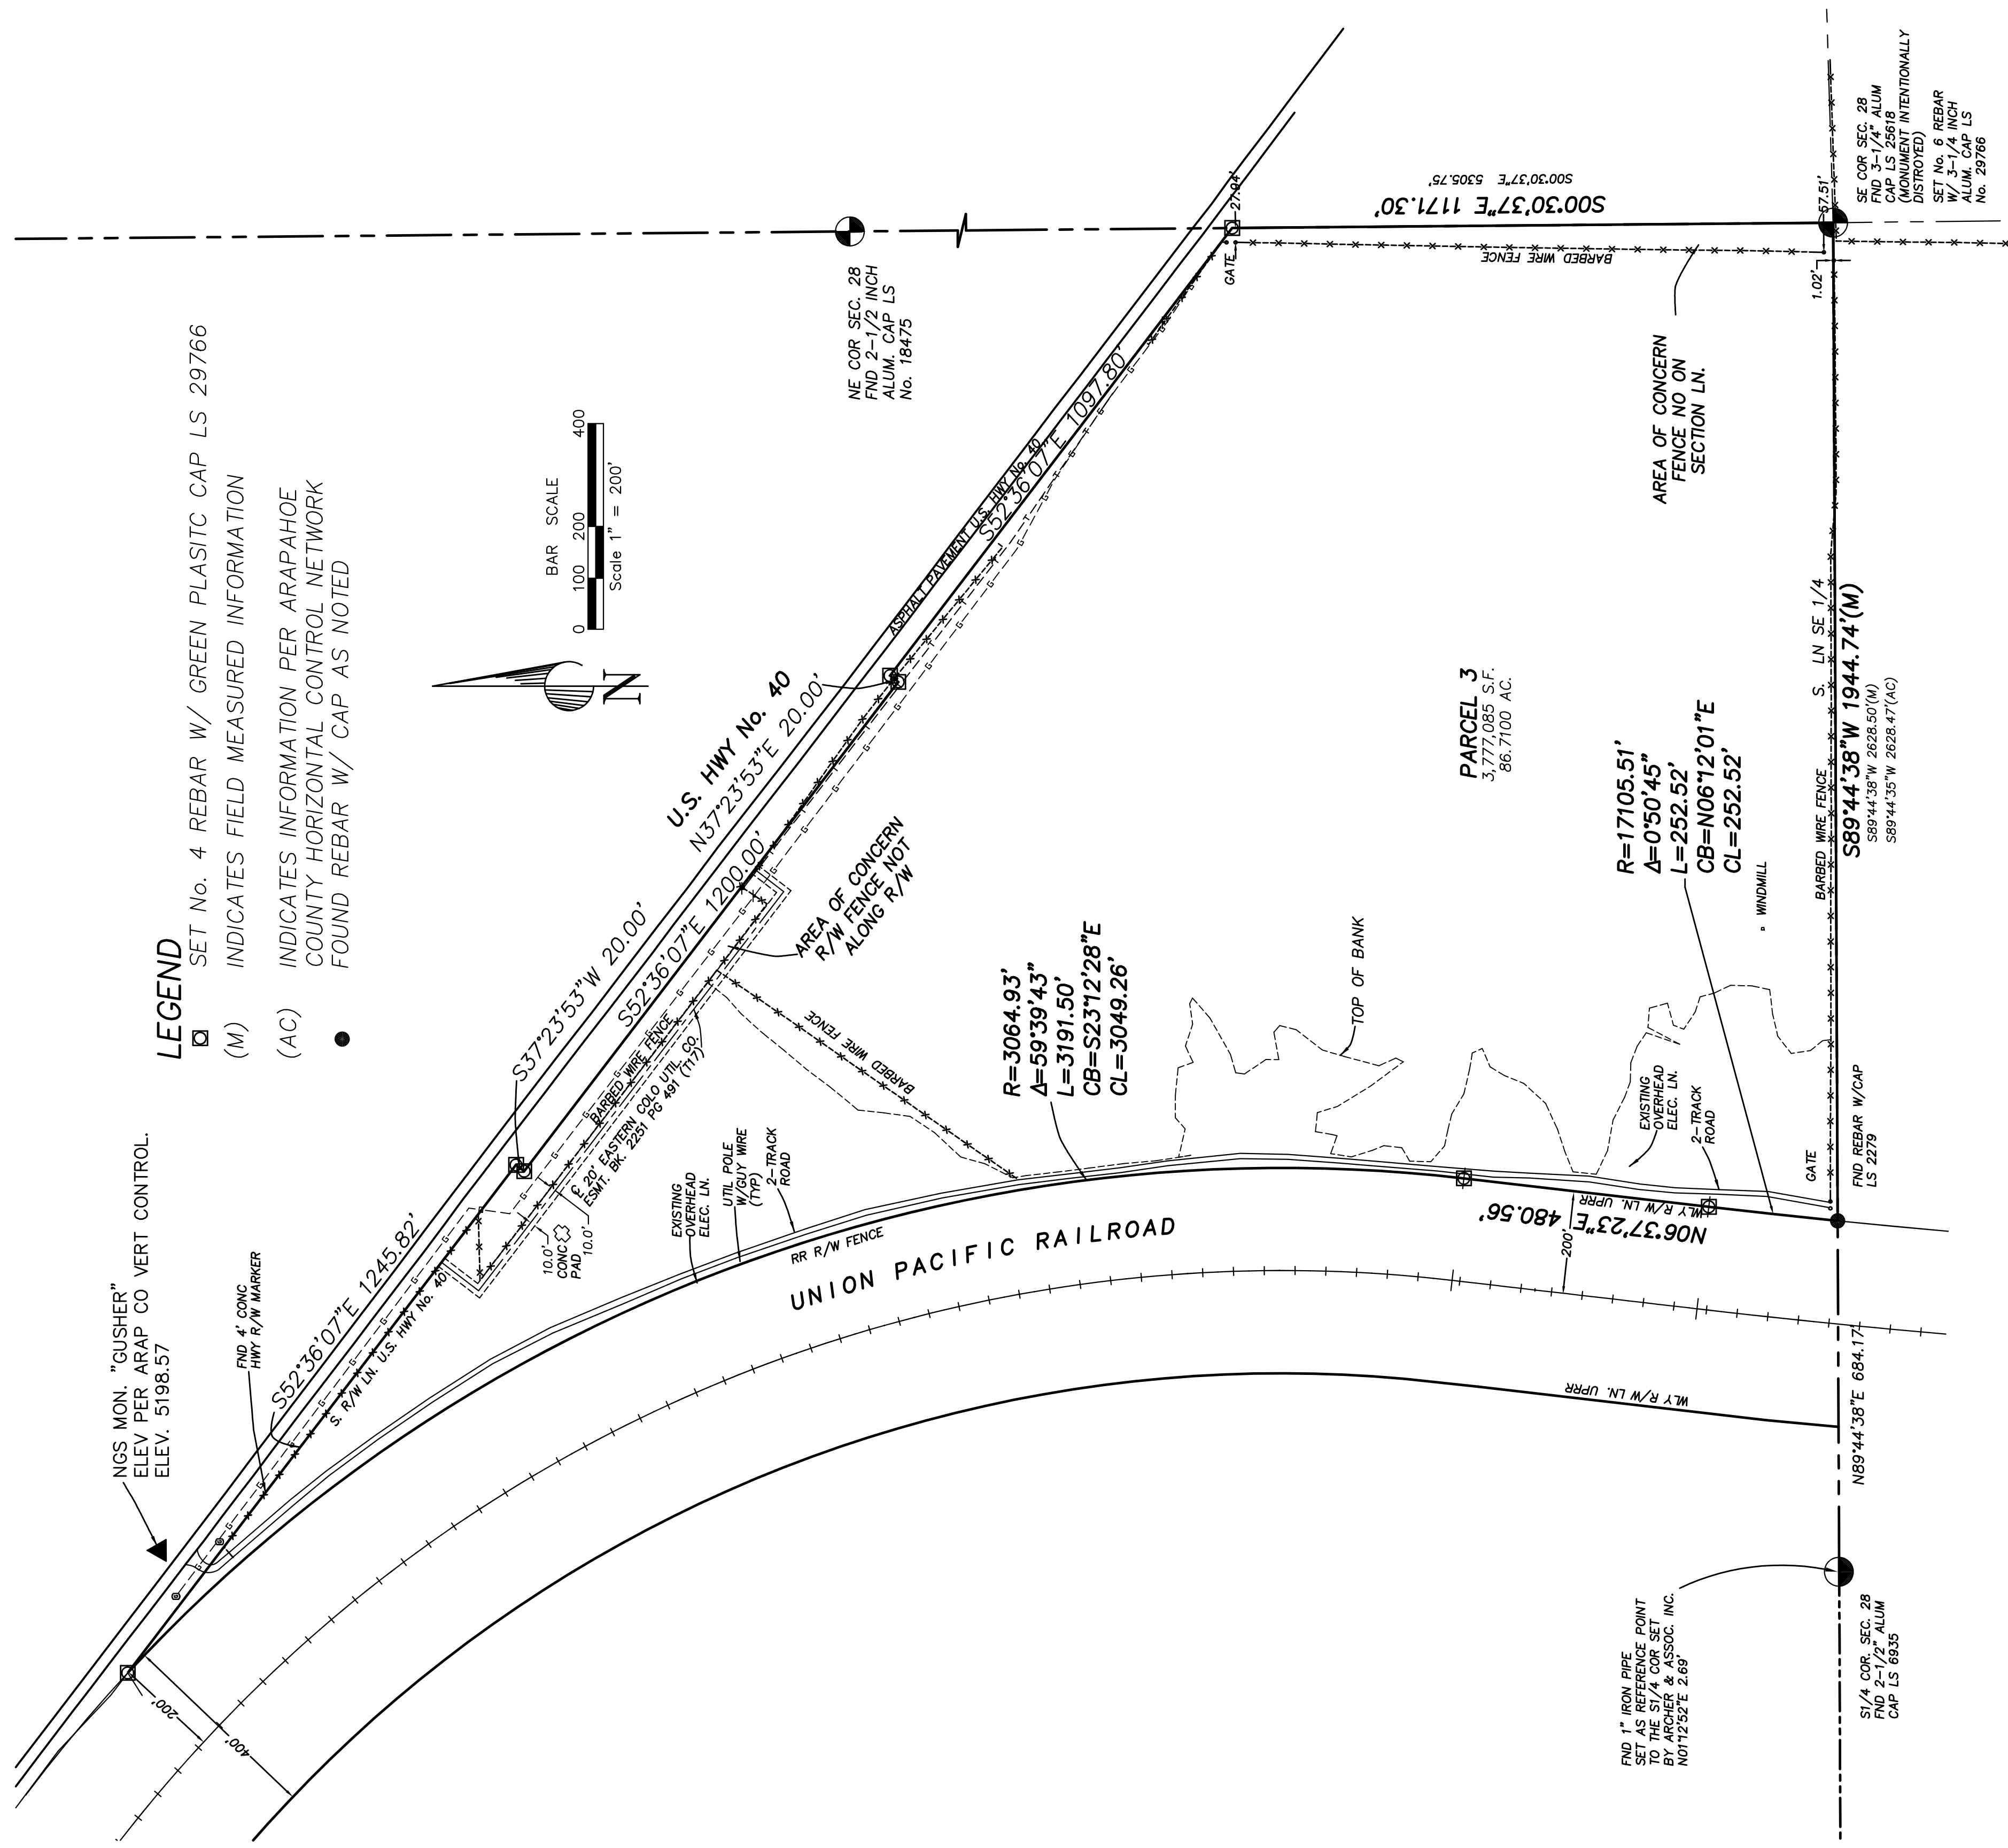 LEGEND
SET No. 4 REBAR W/ GREEN PLASITC CAP LS 29766
(M) INDICATES FIELD MEASURED INFORMATION
(AC) INDICATES INFORMATION PER ARAPAHOE
COUNTY HORIZONTAL CONTROL NETWORK
FOUND REBAR W/ CAP AS NOTED
BAR SCALE
0 100 200 400
Scale 1" = 200'
N
NGS MON. "GUSHER"
ELEV PER ARAP CO VERT CONTROL.
ELEV. 5198.57
FND 4' CONC
HWY R/W MARKER
S52°36'07"E 1245.82'
S. R/W LN. U.S. HWY No. 40
S37°23'53"W 20.00'
S52°36'07"E 1200.00'
U.S. HWY No. 40
N37°23'53"E 20.00'
ASPHALT PAVEMENT U.S. HWY No. 40
S52°36'07"E 1097.80'
NE COR SEC. 28
FND 2-1/2 INCH
ALUM. CAP LS
No. 18475
27.94'
GATE
S00°30'37"E 5305.75'
S00°30'37"E 1171.30'
BARBED WIRE FENCE
AREA OF CONCERN
FENCE NO ON
SECTION LN.
1.02'
57.51'
SE COR SEC. 28
FND 3-1/4" ALUM
CAP LS 25618
(MONUMENT INTENTIONALLY
DISTROYED)
SET No. 6 REBAR
W/ 3-1/4 INCH
ALUM. CAP LS
No. 29766
BARBED WIRE FENCE
℄ 20' EASTERN COLO UTIL CO.
ESMT. BK. 2251 PG 491 (T17)
10.0'
10.0'
CONC
PAD
AREA OF CONCERN
R/W FENCE NOT
ALONG R/W
BARBED WIRE FENCE
EXISTING
OVERHEAD
ELEC. LN.
UTIL POLE
W/GUY WIRE
(TYP)
2-TRACK
ROAD
RR R/W FENCE
UNION PACIFIC RAILROAD
R=3064.93'
Δ=59°39'43"
L=3191.50'
CB=S23°12'28"E
CL=3049.26'
TOP OF BANK
PARCEL 3
3,777,085 S.F.
86.7100 AC.
R=17105.51'
Δ=0°50'45"
L=252.52'
CB=N06°12'01"E
CL=252.52'
WINDMILL
EXISTING
OVERHEAD
ELEC. LN.
2-TRACK
ROAD
GATE
BARBED WIRE FENCE
S. LN SE 1/4
S89°44'38"W 1944.74'(M)
S89°44'38"W 2628.50'(M)
S89°44'35"W 2628.47'(AC)
FND REBAR W/CAP
LS 2279
WLY R/W LN. UPRR
N06°37'23"E 480.56'
200'
WLY R/W LN. UPRR
N89°44'38"E 684.17'
200'
400'
FND 1" IRON PIPE
SET AS REFERENCE POINT
TO THE S1/4 COR SET
BY ARCHER & ASSOC. INC.
N01°12'52"E 2.69'
S1/4 COR. SEC. 28
FND 2-1/2" ALUM
CAP LS 6935